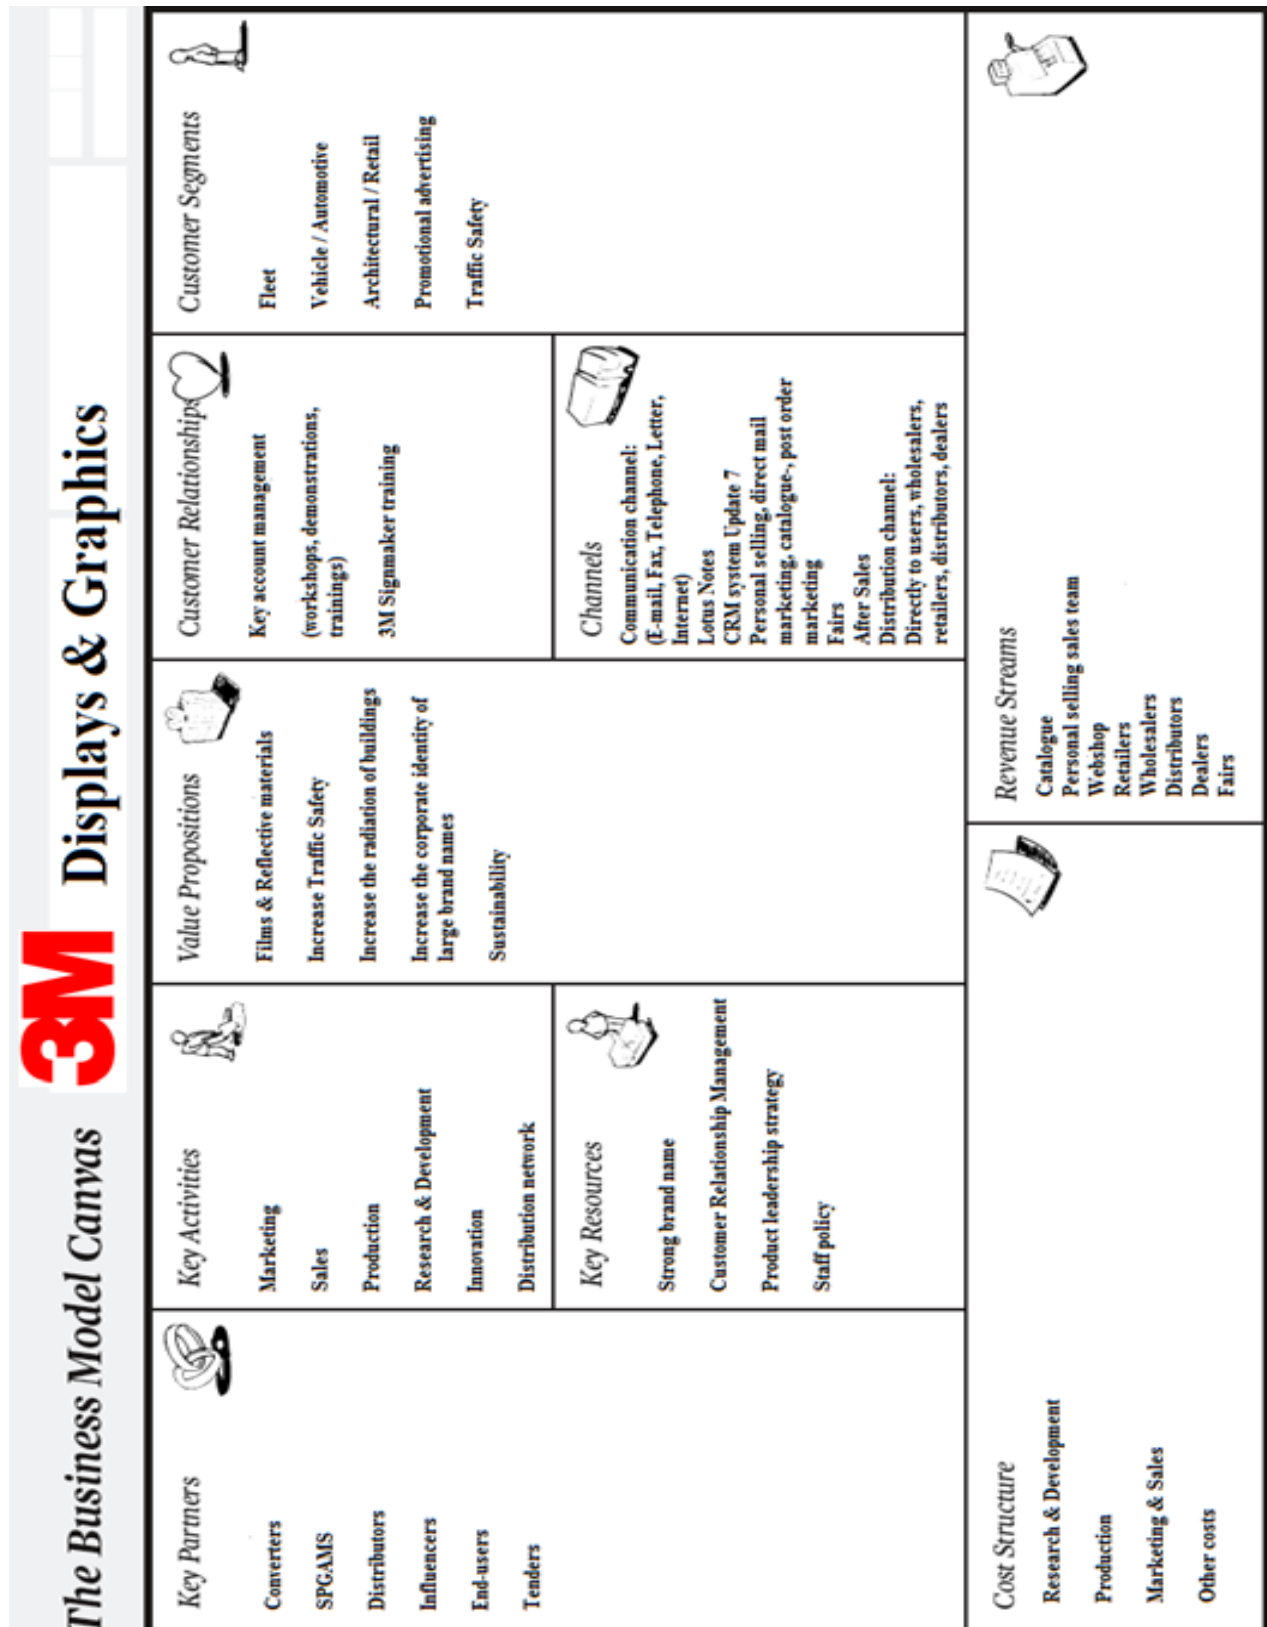 The Business Model Canvas
3M Displays & Graphics
Key Partners
Converters
SPGAMS
Distributors
Influencers
End-users
Tenders
Key Activities
Marketing
Sales
Production
Research & Development
Innovation
Distribution network
Key Resources
Strong brand name
Customer Relationship Management
Product leadership strategy
Staff policy
Value Propositions
Films & Reflective materials
Increase Traffic Safety
Increase the radiation of buildings
Increase the corporate identity of
large brand names
Sustainability
Customer Relationships
Key account management
(workshops, demonstrations,
trainings)
3M Signmaker training
Channels
Communication channel:
(E-mail, Fax, Telephone, Letter,
Internet)
Lotus Notes
CRM system Update 7
Personal selling, direct mail
marketing, catalogue-, post order
marketing
Fairs
After Sales
Distribution channel:
Directly to users, wholesalers,
retailers, distributors, dealers
Customer Segments
Fleet
Vehicle / Automotive
Architectural / Retail
Promotional advertising
Traffic Safety
Cost Structure
Research & Development
Production
Marketing & Sales
Other costs
Revenue Streams
Catalogue
Personal selling sales team
Webshop
Retailers
Wholesalers
Distributors
Dealers
Fairs